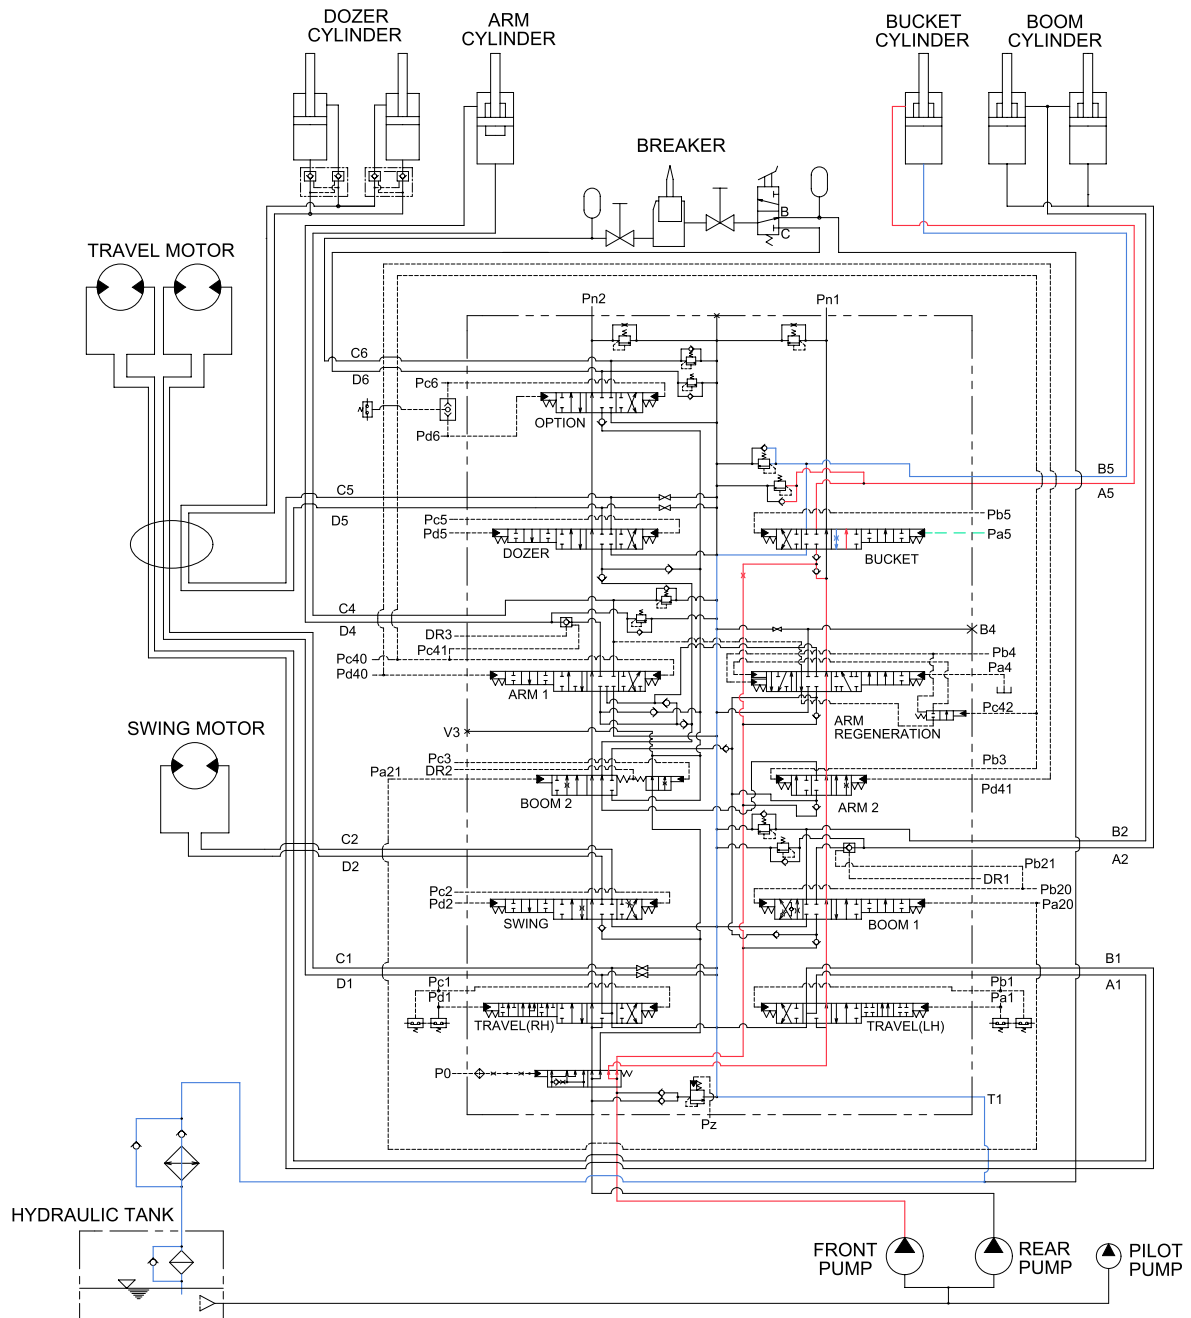 DOZER
CYLINDER
ARM
CYLINDER
BUCKET
CYLINDER
BOOM
CYLINDER
BREAKER
B
C
TRAVEL MOTOR
Pn2
Pn1
C6
D6
Pc6
Pd6
OPTION
B5
A5
C5
D5
Pc5
Pd5
DOZER
Pb5
Pa5
BUCKET
C4
D4
DR3
Pc41
Pc40
Pd40
ARM 1
B4
Pb4
Pa4
Pc42
ARM
REGENERATION
SWING MOTOR
V3
Pc3
DR2
Pa21
BOOM 2
Pb3
Pd41
ARM 2
C2
D2
B2
A2
Pb21
DR1
Pc2
Pd2
SWING
Pb20
Pa20
BOOM 1
C1
D1
B1
A1
Pc1
Pd1
TRAVEL(RH)
Pb1
Pa1
TRAVEL(LH)
P0
T1
Pz
HYDRAULIC TANK
FRONT
PUMP
REAR
PUMP
PILOT
PUMP